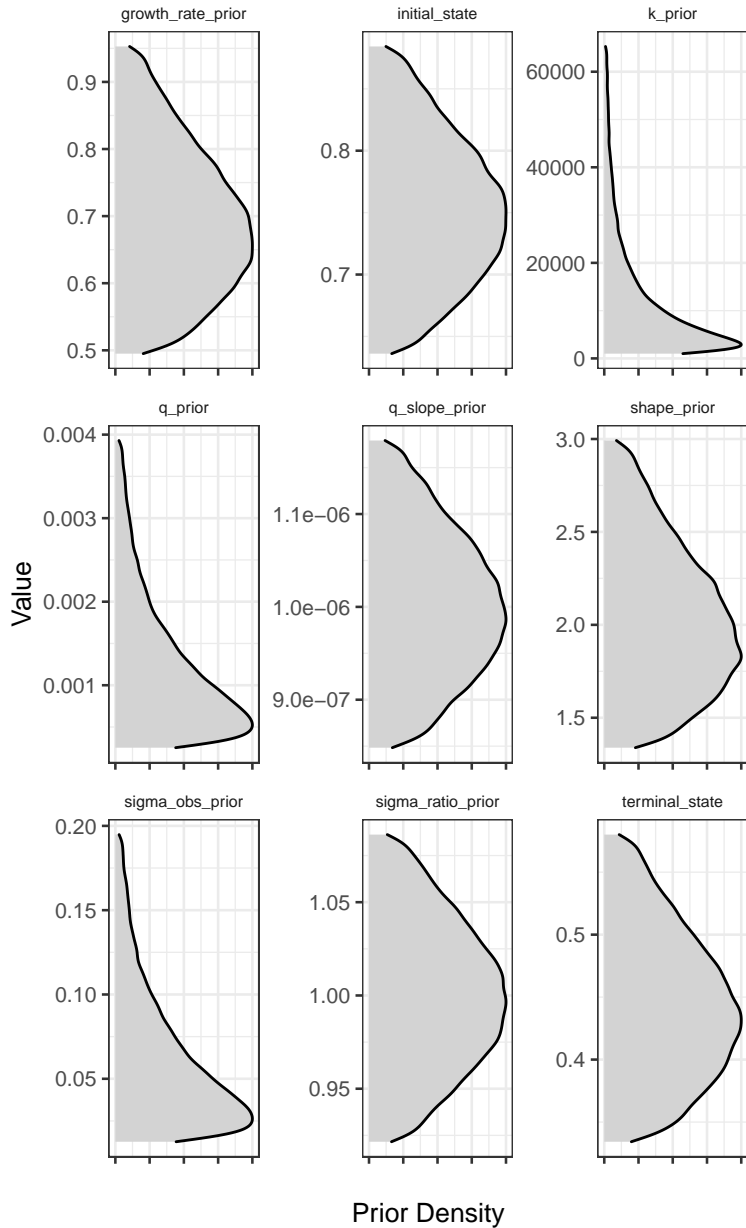 growth_rate_prior
initial_state
k_prior
0.9
0.8
0.7
0.6
0.5
0.8
0.7
60000
40000
20000
0
q_prior
q_slope_prior
shape_prior
0.004
0.003
0.002
0.001
1.1e−06
1.0e−06
9.0e−07
3.0
2.5
2.0
1.5
sigma_obs_prior
sigma_ratio_prior
terminal_state
0.20
0.15
0.10
0.05
1.05
1.00
0.95
0.5
0.4
Value
Prior Density